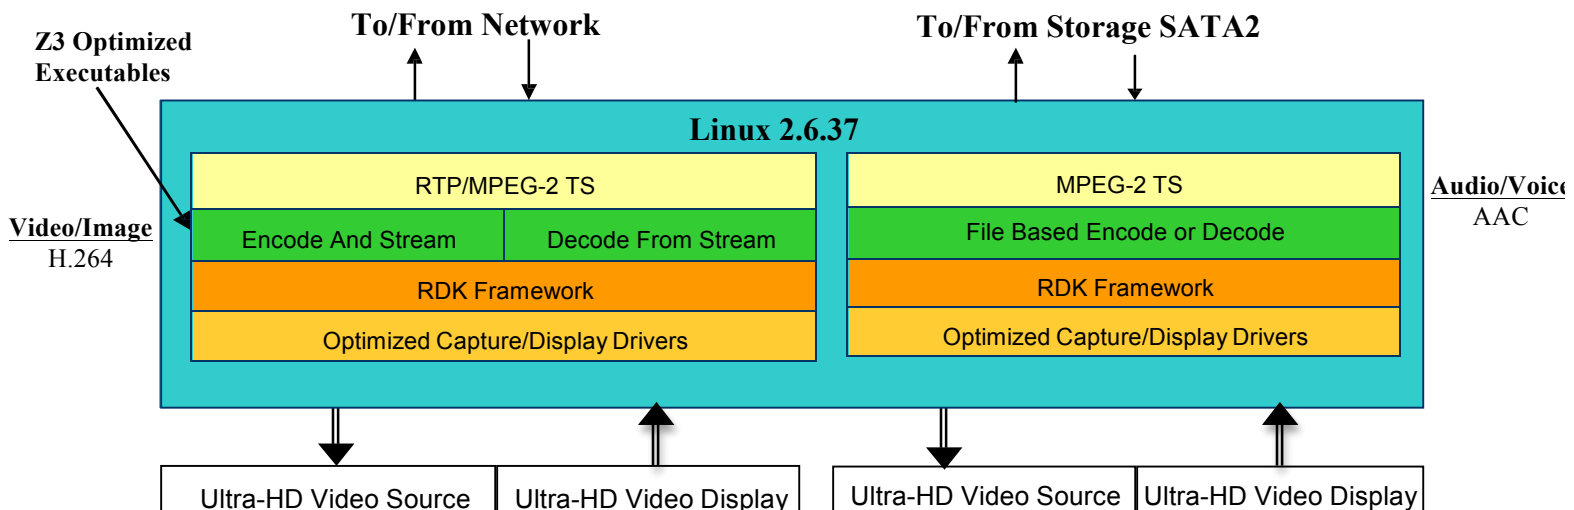 To/From Network
To/From Storage SATA2
Z3 Optimized
Executables
Linux 2.6.37
RTP/MPEG-2 TS
MPEG-2 TS
Video/Image
H.264
Encode And Stream
Decode From Stream
File Based Encode or Decode
Audio/Voice
AAC
RDK Framework
RDK Framework
Optimized Capture/Display Drivers
Optimized Capture/Display Drivers
Ultra-HD Video Source
Ultra-HD Video Display
Ultra-HD Video Source
Ultra-HD Video Display